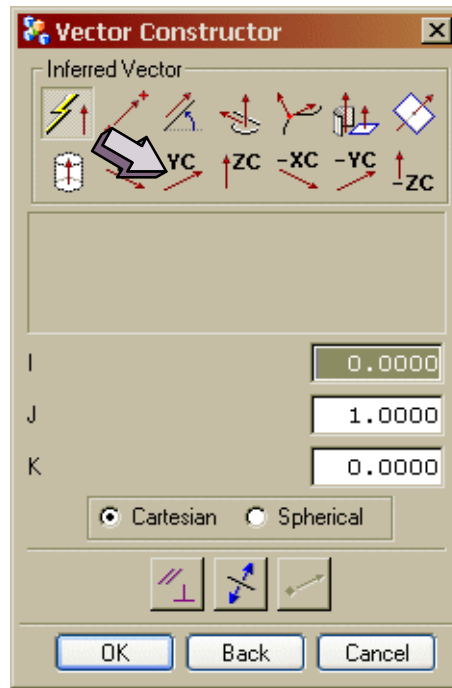 Vector Constructor
Inferred Vector
YC ZC -XC -YC -ZC
I 0.0000
J 1.0000
K 0.0000
Cartesian Spherical
OK Back Cancel